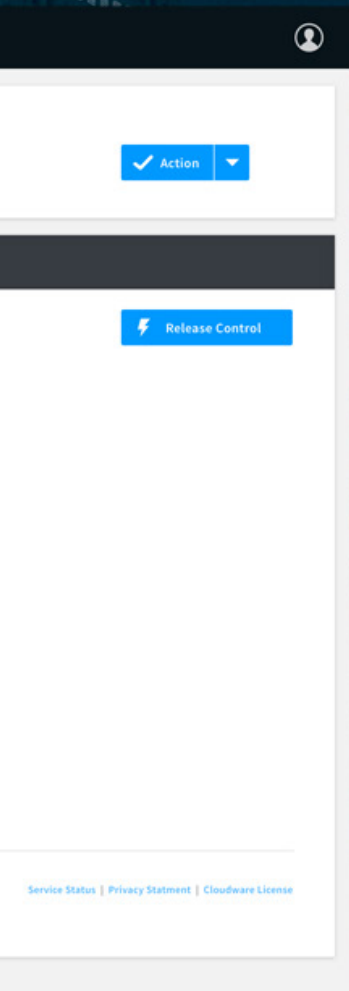 Action
Release Control
Service Status | Privacy Statment | Cloudware License